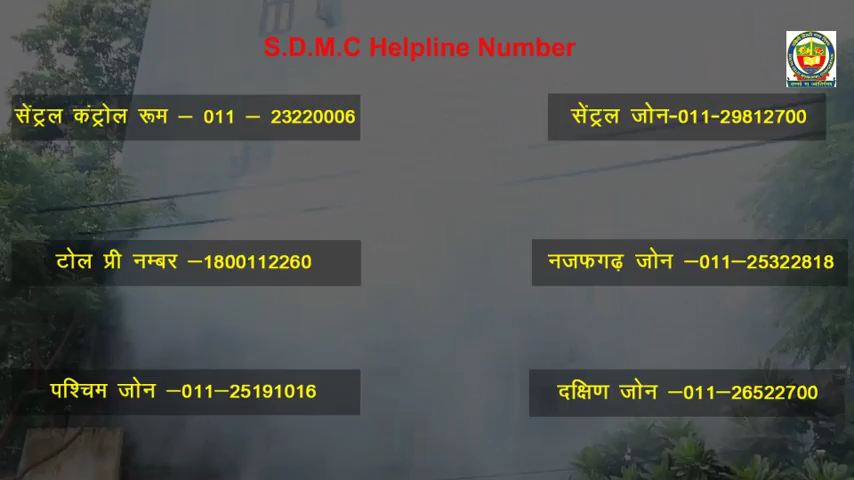 S.D.M.C Helpline Number
सेंट्रल कंट्रोल रूम – 011 – 23220006
सेंट्रल जोन-011-29812700
टोल प्री नम्बर –1800112260
नजफगढ़ जोन –011–25322818
पश्चिम जोन –011–25191016
दक्षिण जोन –011–26522700